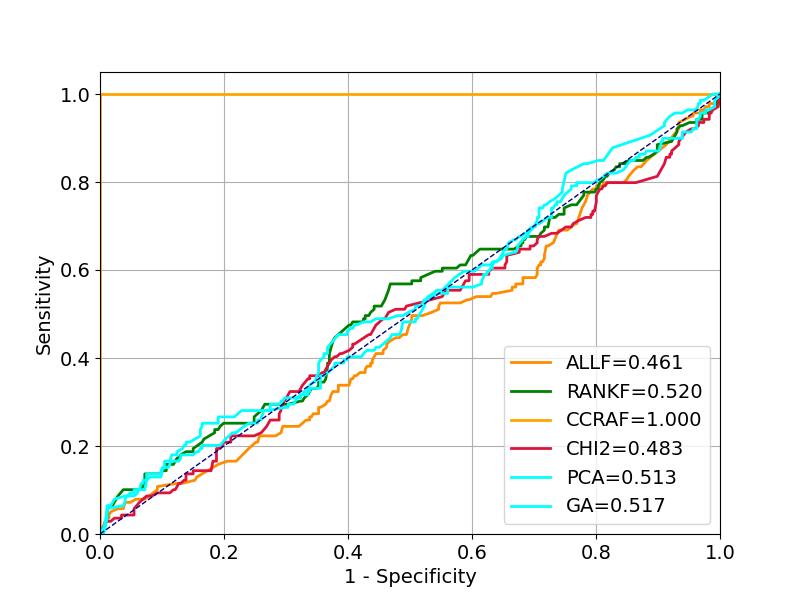 1.0
0.8
0.6
0.4
0.2
0.0
Sensitivity
ALLF=0.461
RANKF=0.520
CCRAF=1.000
CHI2=0.483
PCA=0.513
GA=0.517
0.0 0.2 0.4 0.6 0.8 1.0
1 - Specificity